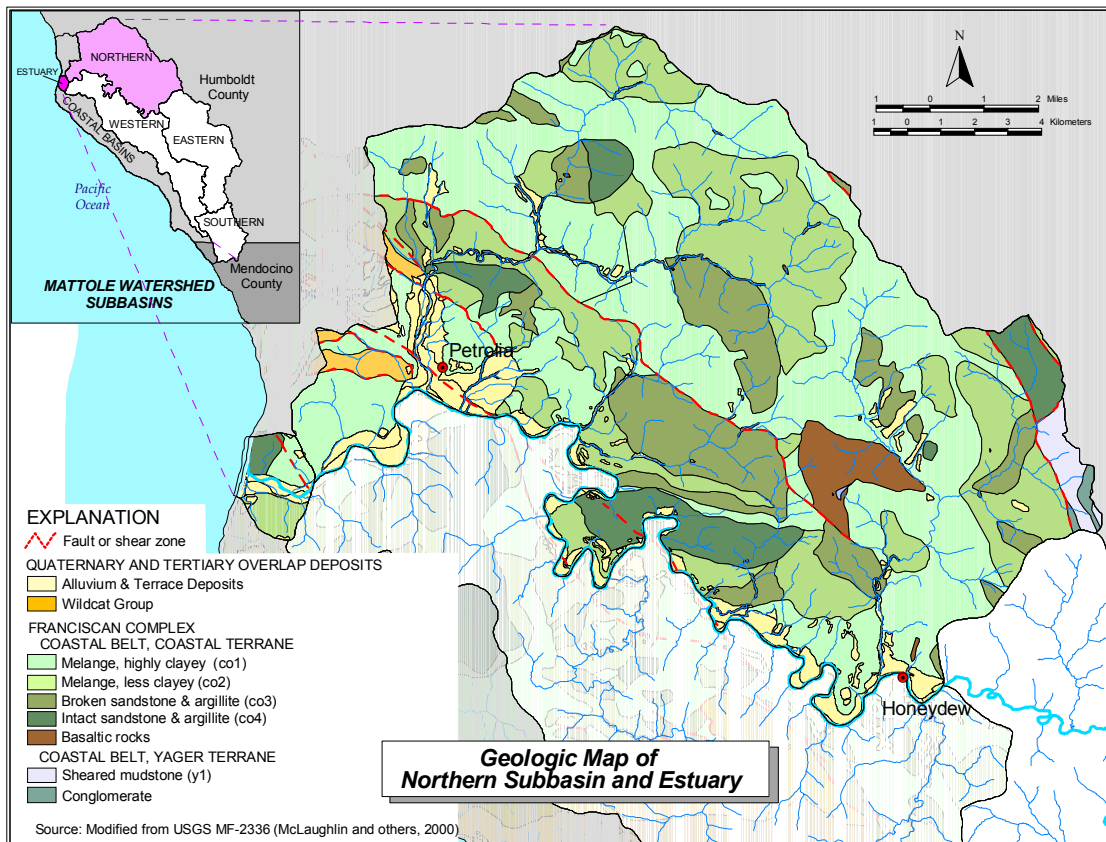 NORTHERN
ESTUARY
Humboldt
County
WESTERN
EASTERN
COASTAL BASINS
Pacific
Ocean
SOUTHERN
Mendocino
County
MATTOLE WATERSHED
SUBBASINS
N
1 0 1 2 Miles
1 0 1 2 3 4 Kilometers
Petrolia
Honeydew
EXPLANATION
Fault or shear zone
QUATERNARY AND TERTIARY OVERLAP DEPOSITS
Alluvium & Terrace Deposits
Wildcat Group
FRANCISCAN COMPLEX
COASTAL BELT, COASTAL TERRANE
Melange, highly clayey (co1)
Melange, less clayey (co2)
Broken sandstone & argillite (co3)
Intact sandstone & argillite (co4)
Basaltic rocks
COASTAL BELT, YAGER TERRANE
Sheared mudstone (y1)
Conglomerate
Geologic Map of
Northern Subbasin and Estuary
Source: Modified from USGS MF-2336 (McLaughlin and others, 2000)